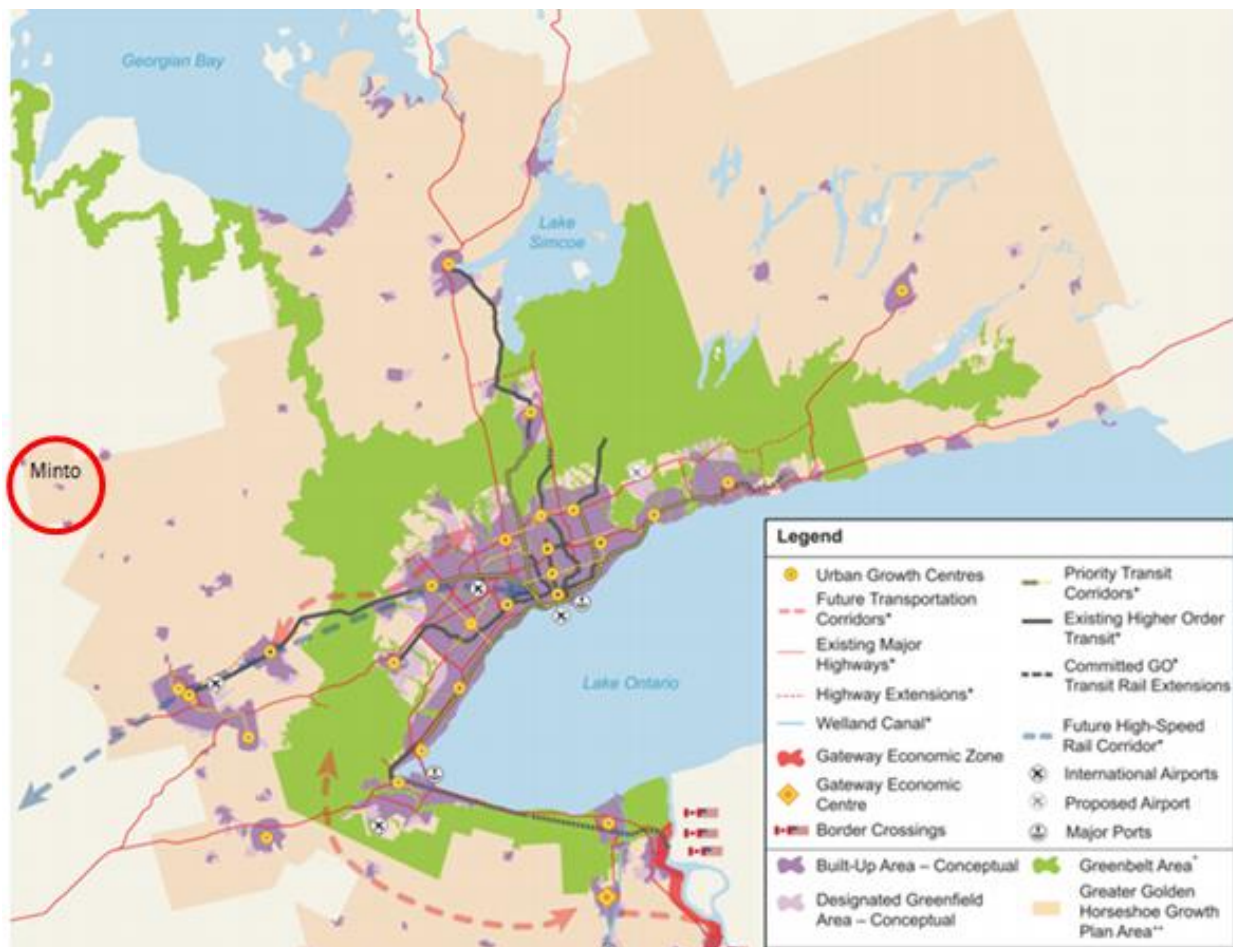 Georgian Bay
Lake
Simcoe
Minto
Lake Ontario
Legend
Urban Growth Centres
Future Transportation
Corridors*
Existing Major
Highways*
Highway Extensions*
Welland Canal*
Gateway Economic Zone
Gateway Economic
Centre
Border Crossings
Priority Transit
Corridors*
Existing Higher Order
Transit*
Committed GO*
Transit Rail Extensions
Future High-Speed
Rail Corridor*
International Airports
Proposed Airport
Major Ports
Built-Up Area – Conceptual
Designated Greenfield
Area – Conceptual
Greenbelt Area*
Greater Golden
Horseshoe Growth
Plan Area**